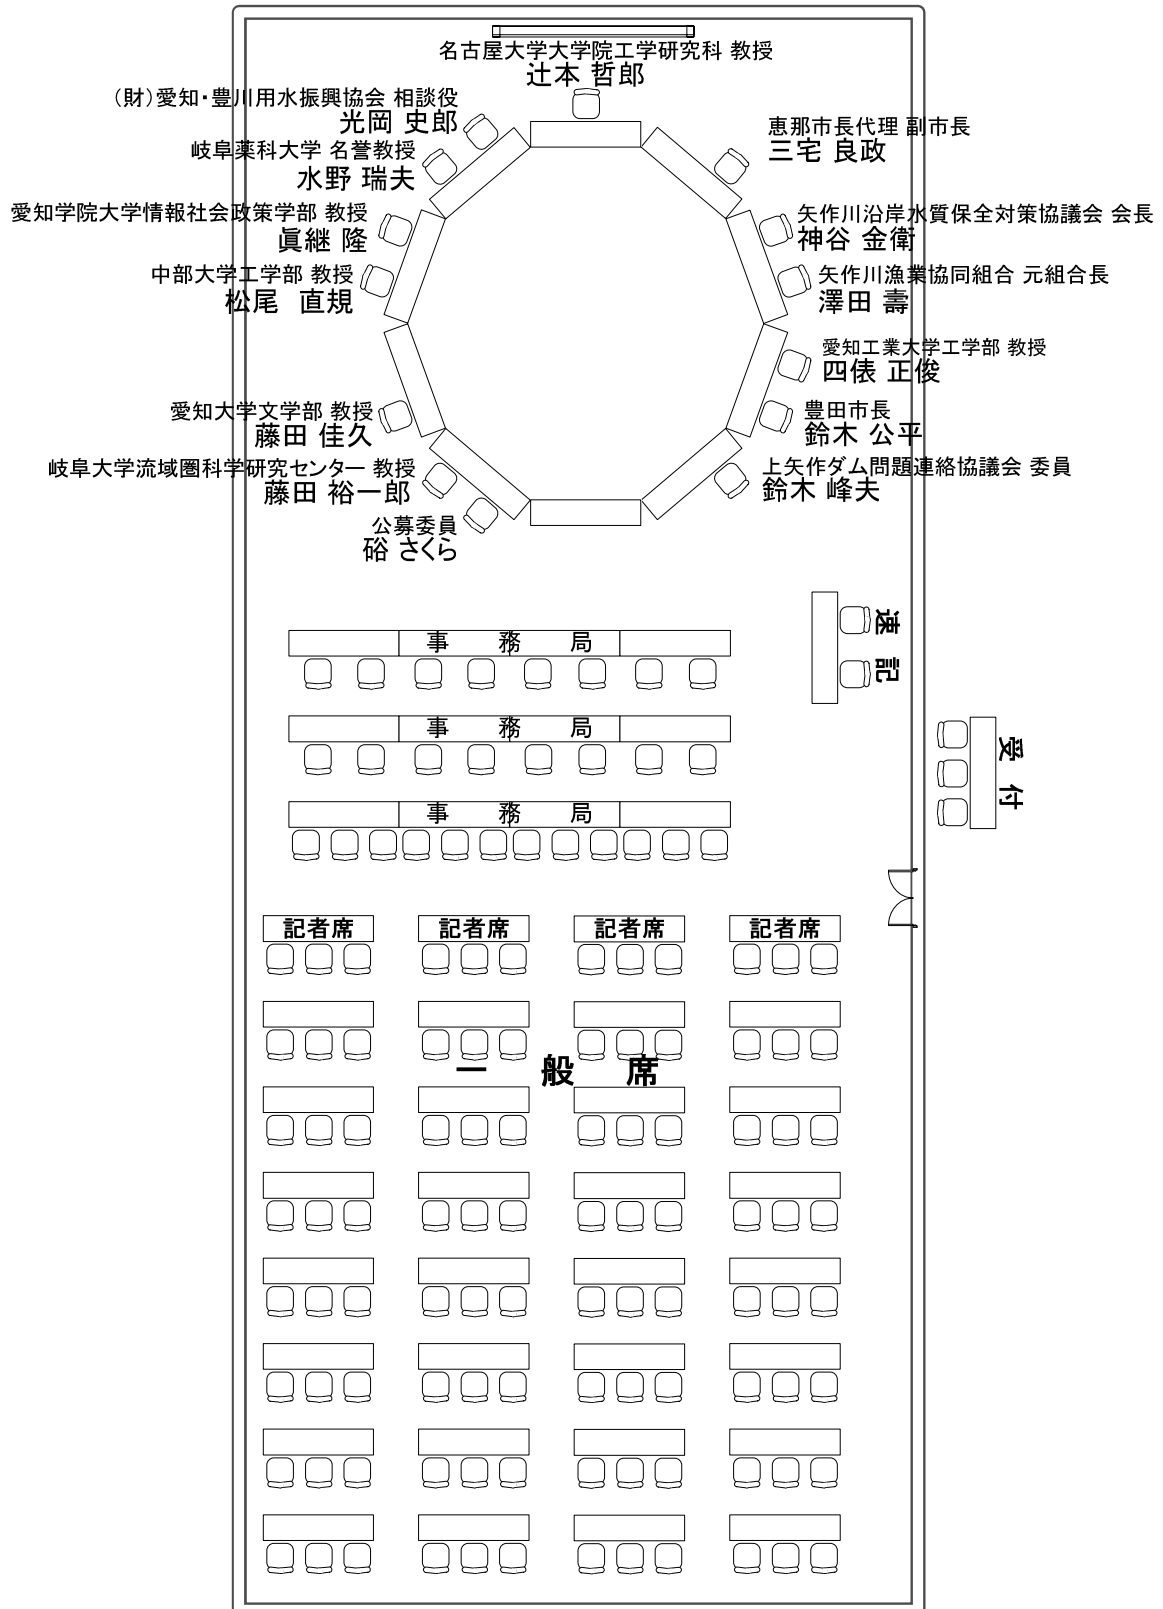 名古屋大学大学院工学研究科 教授
辻本 哲郎
(財)愛知・豊川用水振興協会 相談役
光岡 史郎
岐阜薬科大学 名誉教授
水野 瑞夫
愛知学院大学情報社会政策学部 教授
眞継 隆
中部大学工学部 教授
松尾 直規
愛知大学文学部 教授
藤田 佳久
岐阜大学流域圏科学研究センター 教授
藤田 裕一郎
公募委員
硲 さくら
恵那市長代理 副市長
三宅 良政
矢作川沿岸水質保全対策協議会 会長
神谷 金衛
矢作川漁業協同組合 元組合長
澤田 壽
愛知工業大学工学部 教授
四俵 正俊
豊田市長
鈴木 公平
上矢作ダム問題連絡協議会 委員
鈴木 峰夫
速記
事務局
事務局
事務局
受付
記者席 記者席 記者席 記者席
一般席